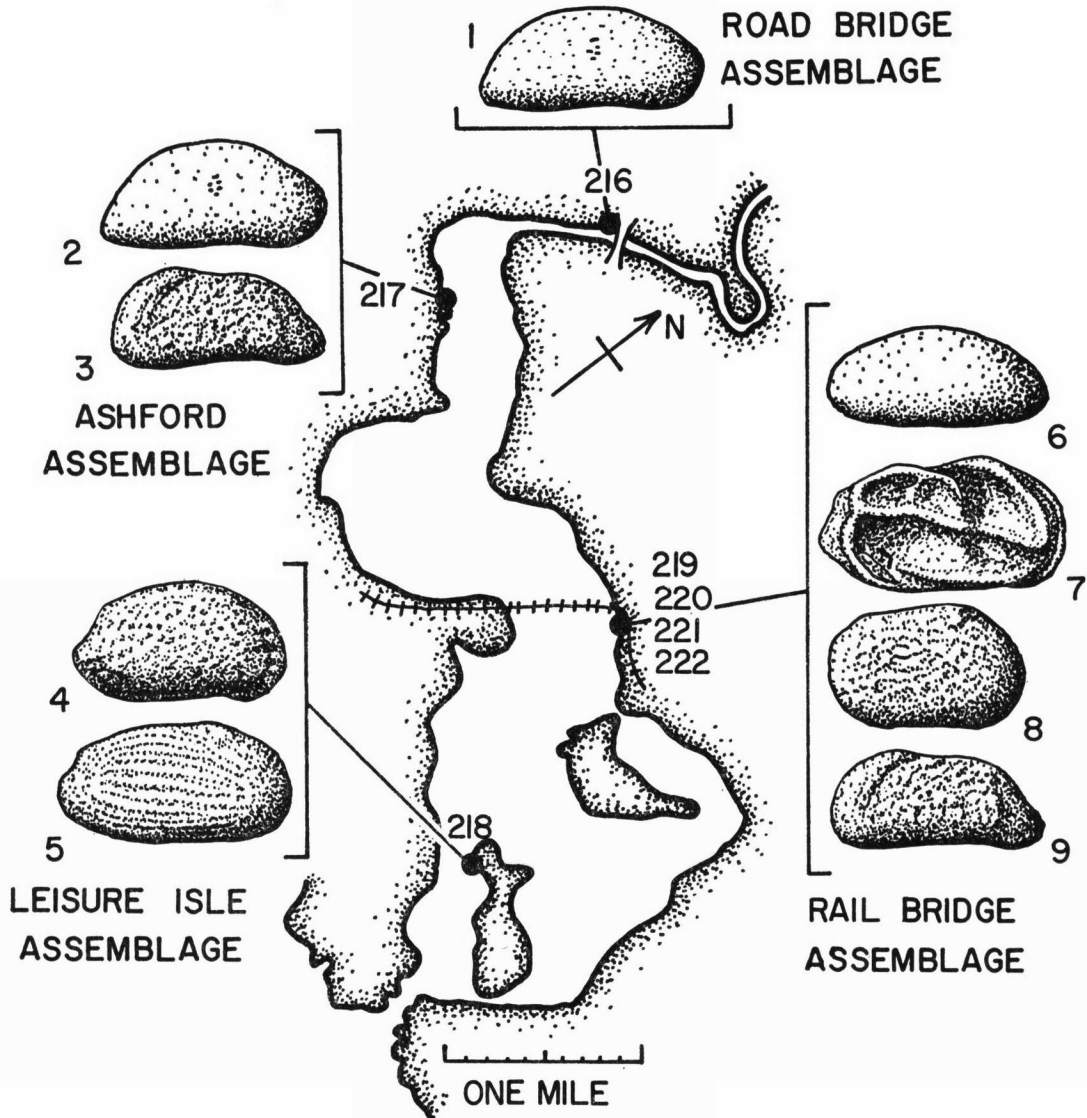 1
ROAD BRIDGE
ASSEMBLAGE
2
3
ASHFORD
ASSEMBLAGE
216
217
N
6
7
8
9
RAIL BRIDGE
ASSEMBLAGE
219
220
221
222
4
5
LEISURE ISLE
ASSEMBLAGE
218
ONE MILE